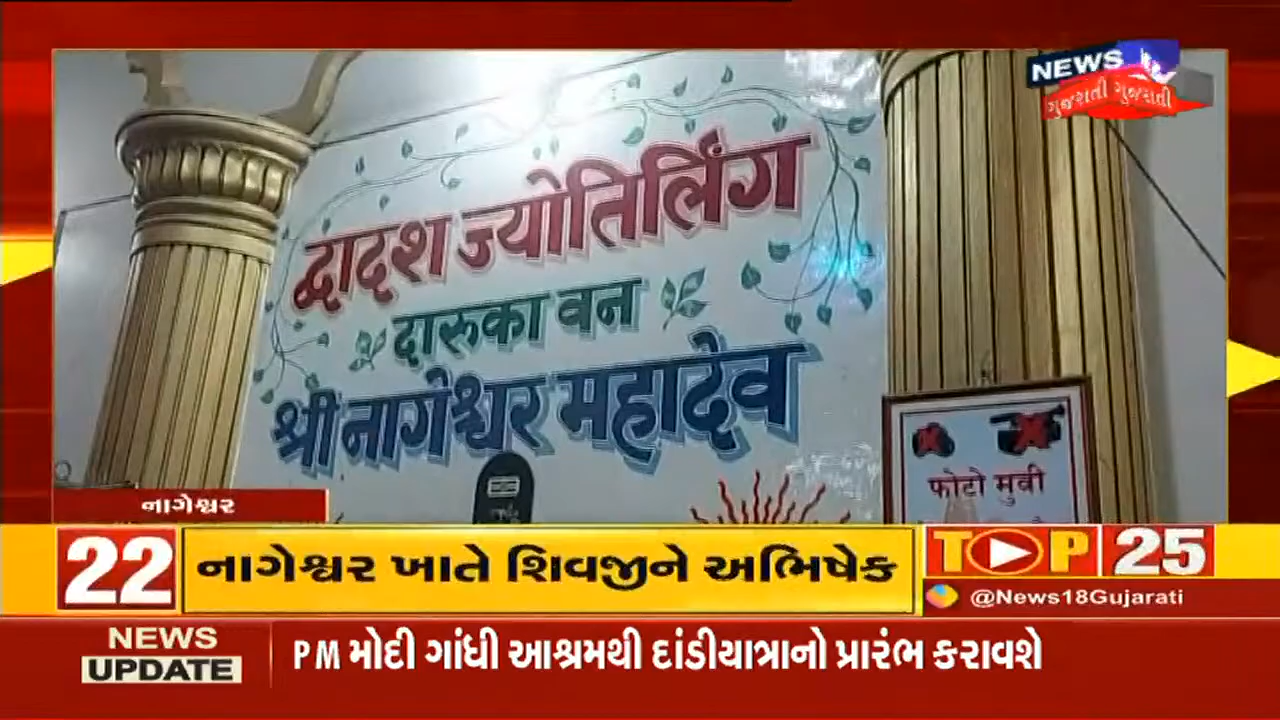 NEWS
ગુજરાતી ગુજરાતી
द्वादश ज्योतिर्लिंग
दारुका वन
श्री नागेश्वर महादेव
फोटो मुवी
નાગેશ્વર
22
નાગેશ્વર ખાતે શિવજીને અભિષેક
TOP 25
@News18Gujarati
NEWS
UPDATE
PM મોદી ગાંધી આશ્રમથી દાંડીયાત્રાનો પ્રારંભ કરાવશે